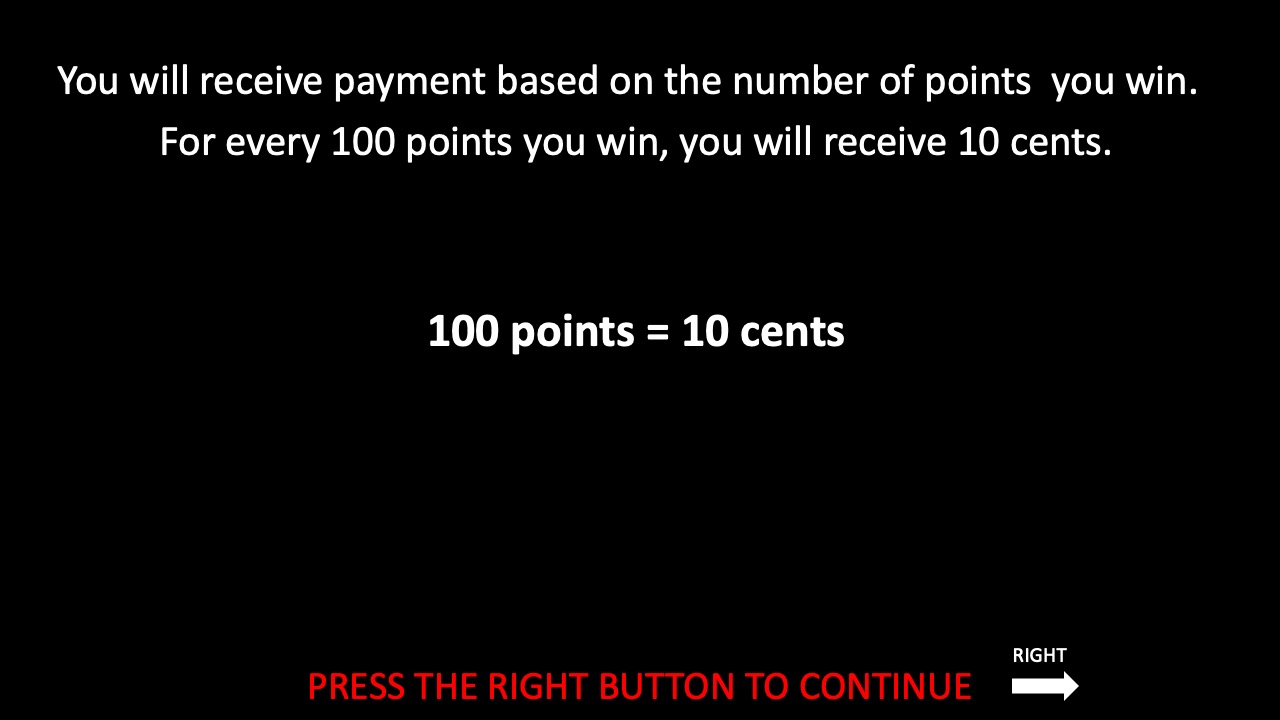 You will receive payment based on the number of points  you win.
For every 100 points you win, you will receive 10 cents.
100 points = 10 cents
RIGHT
PRESS THE RIGHT BUTTON TO CONTINUE